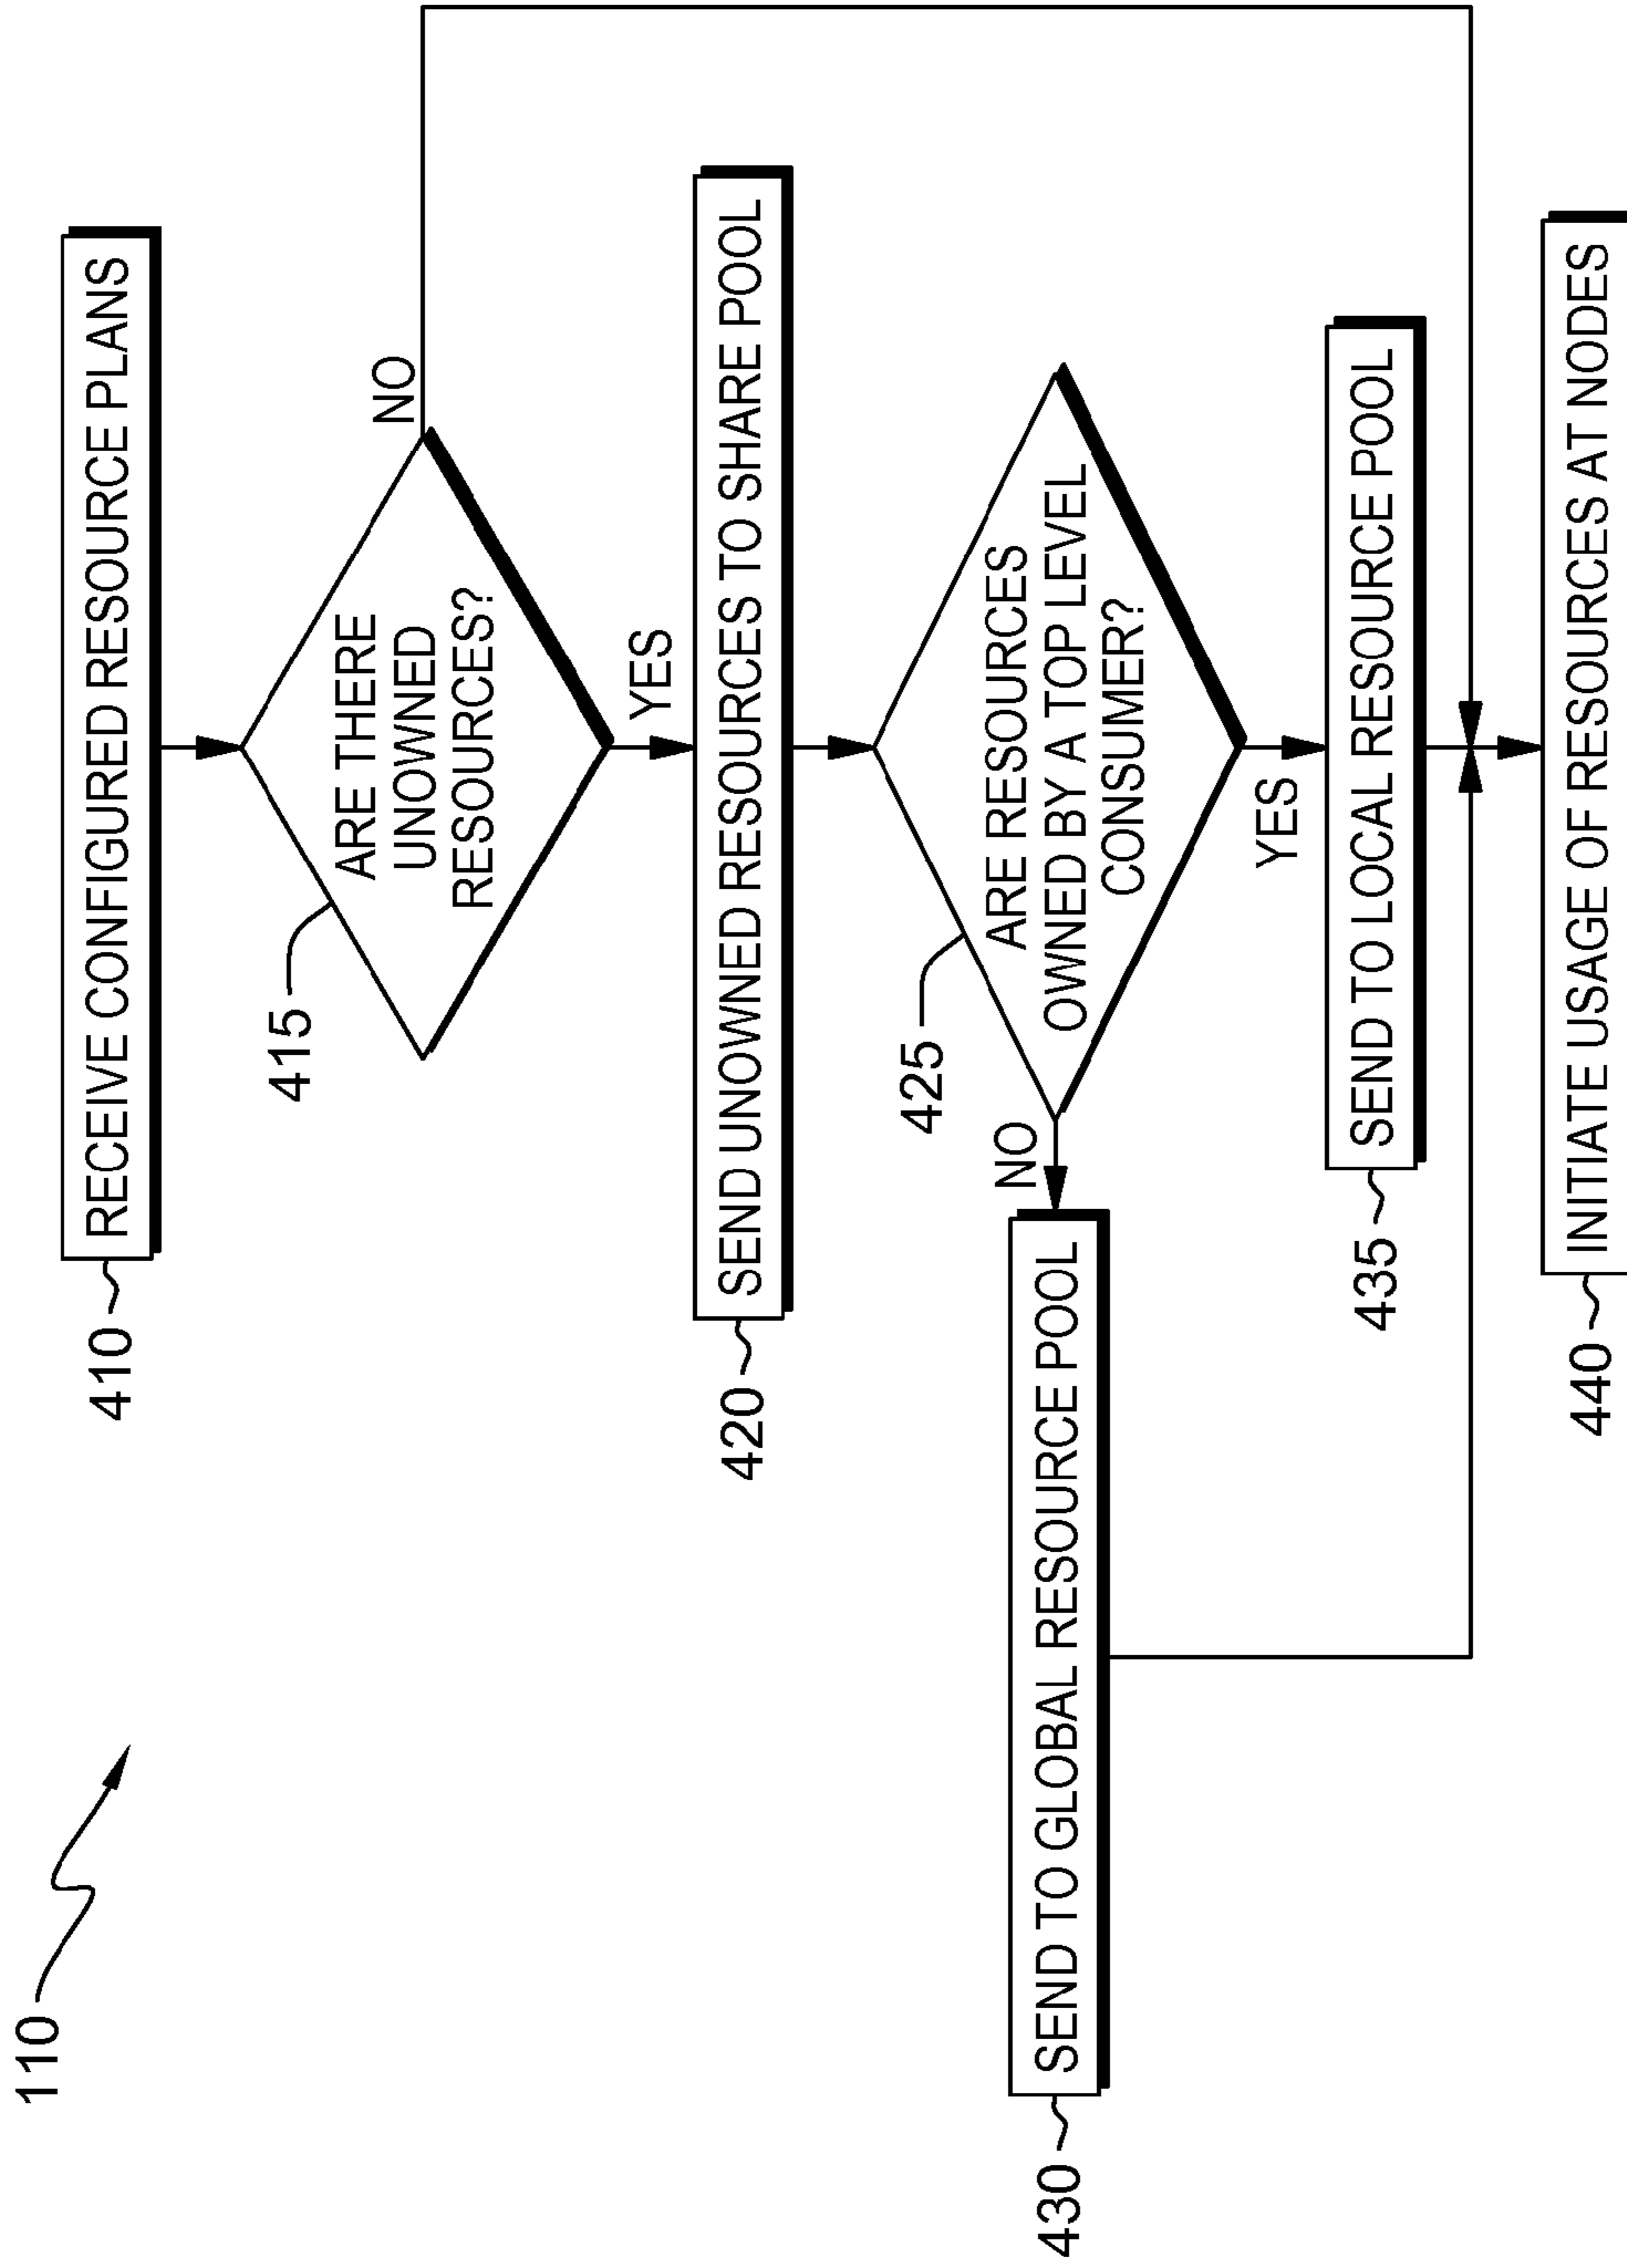 110
410
RECEIVE CONFIGURED RESOURCE PLANS
415
ARE THERE
UNOWNED
RESOURCES?
NO
YES
420
SEND UNOWNED RESOURCES TO SHARE POOL
425
ARE RESOURCES
OWNED BY A TOP LEVEL
CONSUMER?
NO
YES
430
SEND TO GLOBAL RESOURCE POOL
435
SEND TO LOCAL RESOURCE POOL
440
INITIATE USAGE OF RESOURCES AT NODES